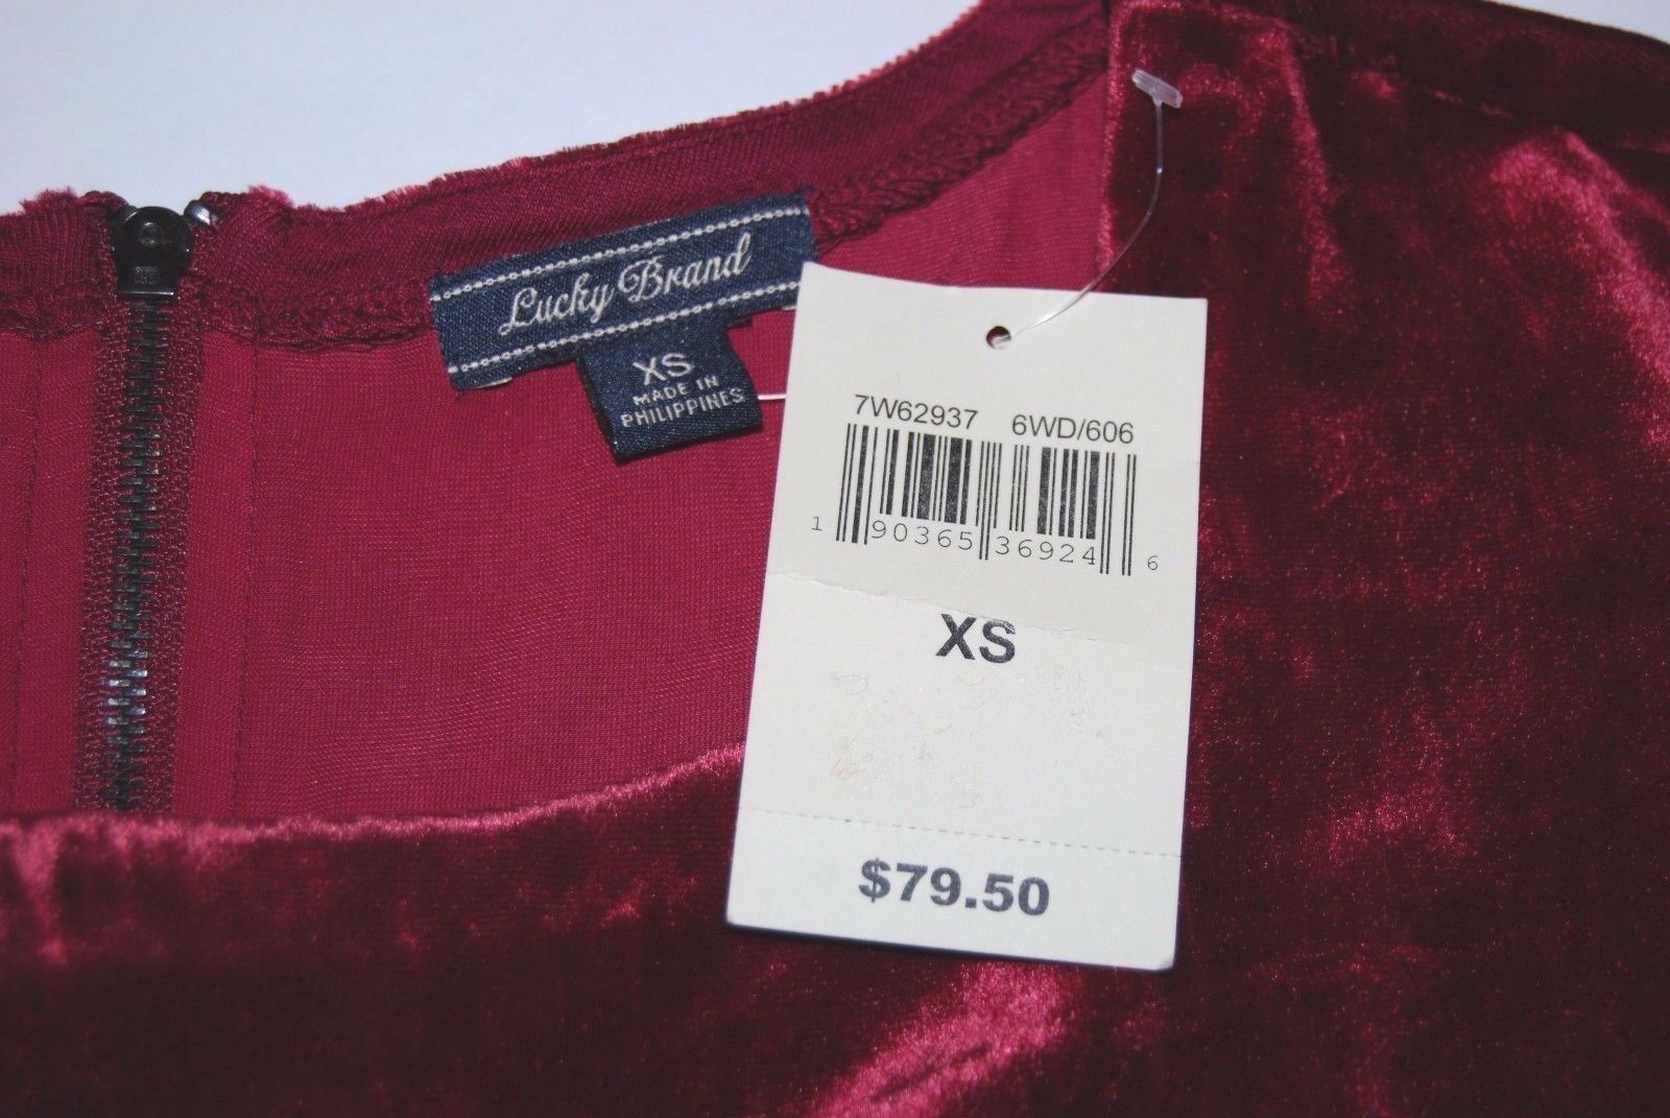 Lucky Brand
XS
MADE IN
PHILIPPINES
7W62937 6WD/606
1 90365 36924 6
XS
$79.50